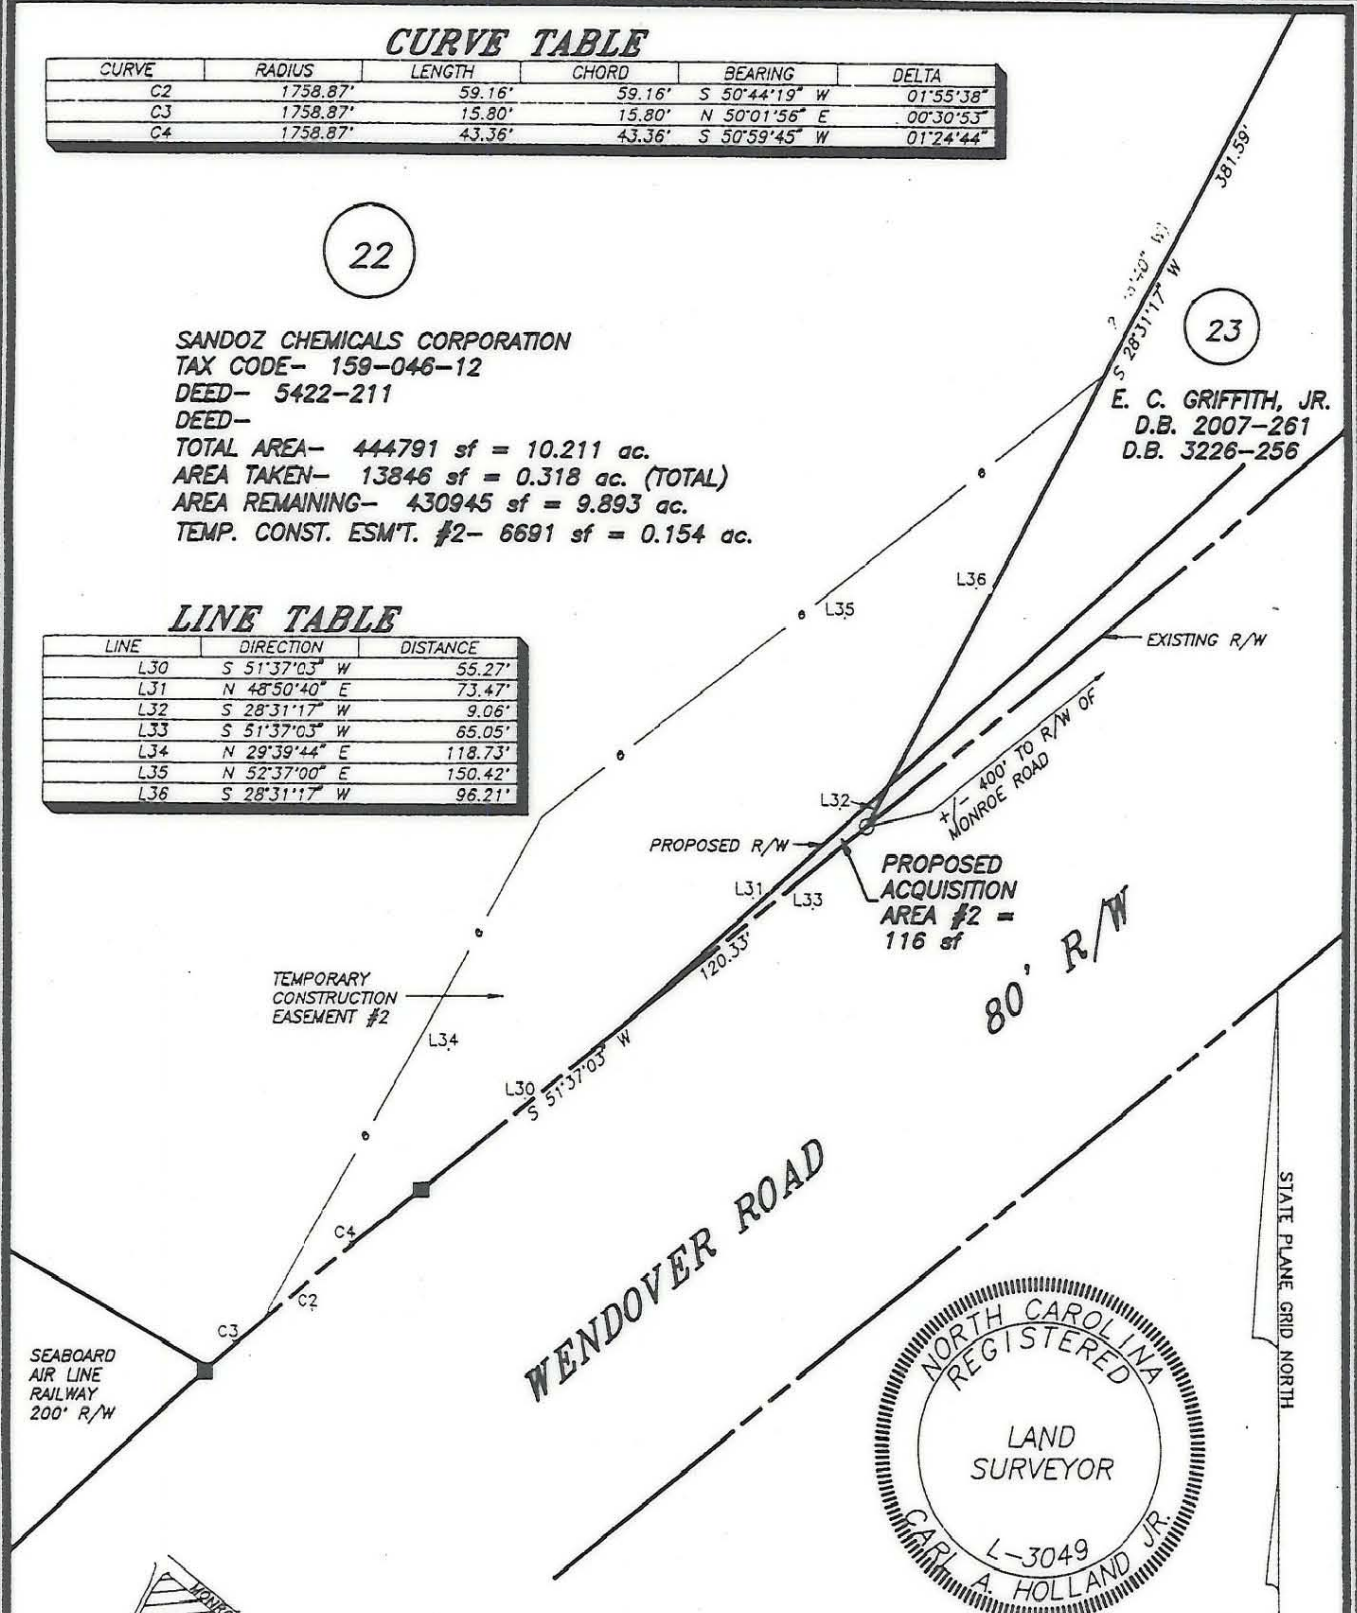 CURVE TABLE
CURVE RADIUS LENGTH CHORD BEARING DELTA
C2 1758.87' 59.16' 59.16' S 50°44'19" W 01°55'38"
C3 1758.87' 15.80' 15.80' N 50°01'56" E 00°30'53"
C4 1758.87' 43.36' 43.36' S 50°59'45" W 01°24'44"
381.59'
S 28°31'17" W
22
SANDOZ CHEMICALS CORPORATION
TAX CODE- 159-046-12
DEED- 5422-211
DEED-
TOTAL AREA- 444791 sf = 10.211 ac.
AREA TAKEN- 13846 sf = 0.318 ac. (TOTAL)
AREA REMAINING- 430945 sf = 9.893 ac.
TEMP. CONST. ESM'T. #2- 6691 sf = 0.154 ac.
23
E. C. GRIFFITH, JR.
D.B. 2007-261
D.B. 3226-256
LINE TABLE
LINE DIRECTION DISTANCE
L30 S 51°37'03" W 55.27'
L31 N 48°50'40" E 73.47'
L32 S 28°31'17" W 9.06'
L33 S 51°37'03" W 65.05'
L34 N 29°39'44" E 118.73'
L35 N 52°37'00" E 150.42'
L36 S 28°31'17" W 96.21'
L36
L35
EXISTING R/W
+/- 400' TO R/W OF
MONROE ROAD
L32
PROPOSED R/W
L31
L33
PROPOSED
ACQUISITION
AREA #2 =
116 sf
120.33'
80' R/W
TEMPORARY
CONSTRUCTION
EASEMENT #2
L34
L30
S 51°37'03" W
WENDOVER ROAD
C4
C2
C3
SEABOARD
AIR LINE
RAILWAY
200' R/W
STATE PLANE GRID NORTH
NORTH CAROLINA
REGISTERED
LAND
SURVEYOR
L-3049
CARL A. HOLLAND JR.